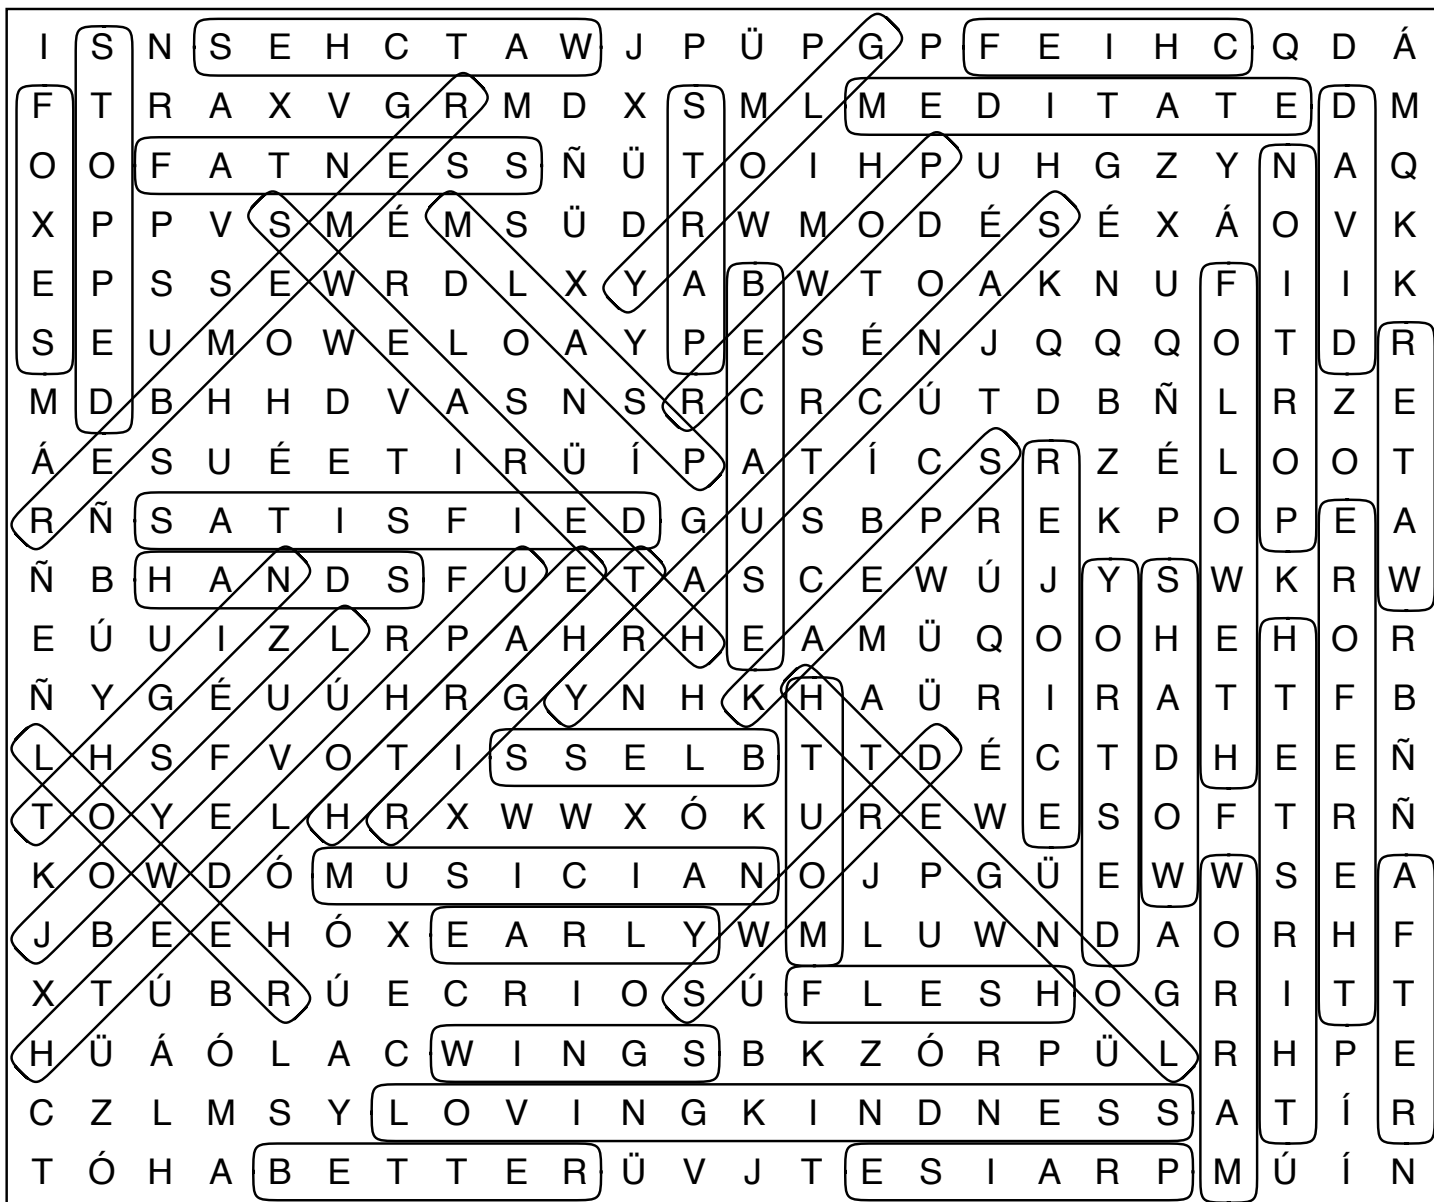 I S N S E H C T A W J P Ü P G P F E I H C Q D Á
F T R A X V G R M D X S M L M E D I T A T E D M
O O F A T N E S S Ñ Ü T O I H P U H G Z Y N A Q
X P P V S M É M S Ü D R W M O D É S É X Á O V K
E P S S E W R D L X Y A B W T O A K N U F I I K
S E U M O W E L O A Y P E S É N J Q Q Q O T D R
M D B H H D V A S N S R C R C Ú T D B Ñ L R Z E
Á E S U É E T I R Ü Í P A T Í C S R Z É L O O T
R Ñ S A T I S F I E D G U S B P R E K P O P E A
Ñ B H A N D S F U E T A S C E W Ú J Y S W K R W
E Ú U I Z L R P A H R H E A M Ü Q O O H E H O R
Ñ Y G É U Ú H R G Y N H K H A Ü R I R A T T F B
L H S F V O T I S S E L B T T D É C T D H E E Ñ
T O Y E L H R X W W X Ó K U R E W E S O F T R Ñ
K O W D Ó M U S I C I A N O J P G Ü E W W S E A
J B E E H Ó X E A R L Y W M L U W N D A O R H F
X T Ú B R Ú E C R I O S Ú F L E S H O G R I T T
H Ü Á Ó L A C W I N G S B K Z Ó R P Ü L R H P E
C Z L M S Y L O V I N G K I N D N E S S A T Í R
T Ó H A B E T T E R Ü V J T E S I A R P M Ú Í N